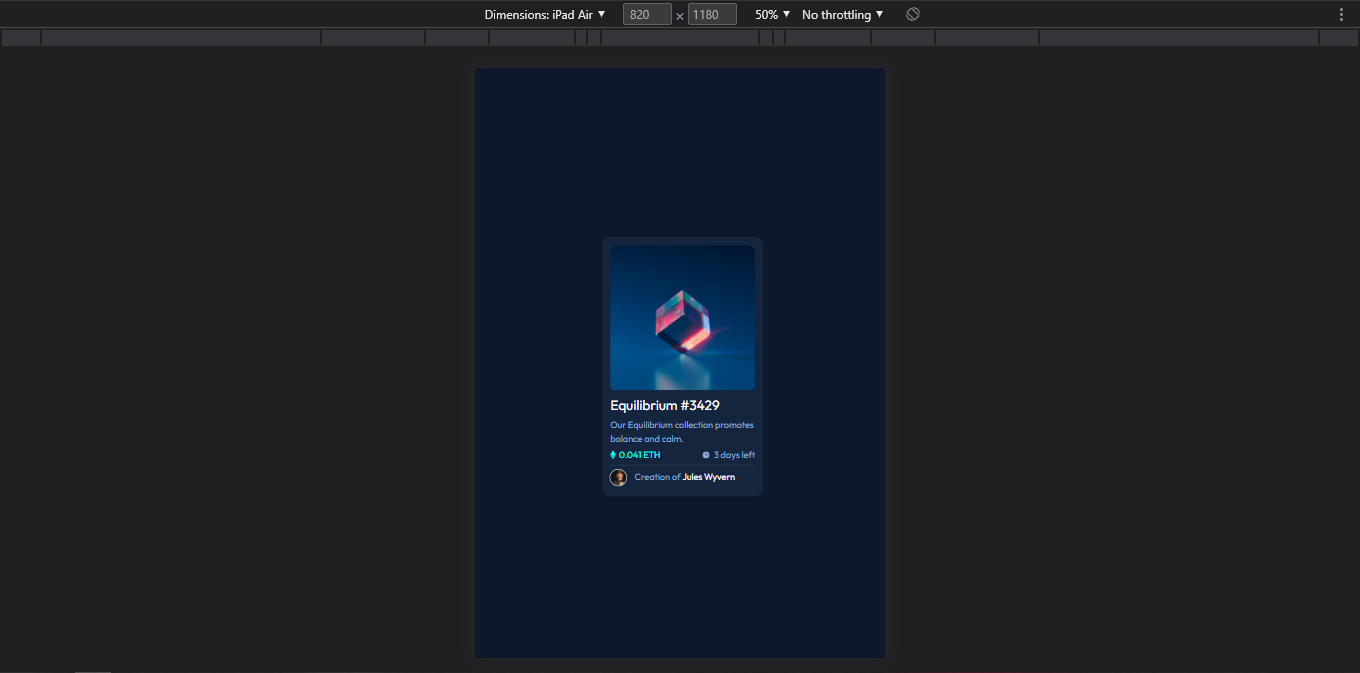 Dimensions: iPad Air ▼ 820 × 1180 50% ▼ No throttling ▼
Equilibrium #3429
Our Equilibrium collection promotes
balance and calm.
0.041 ETH 3 days left
Creation of Jules Wyvern